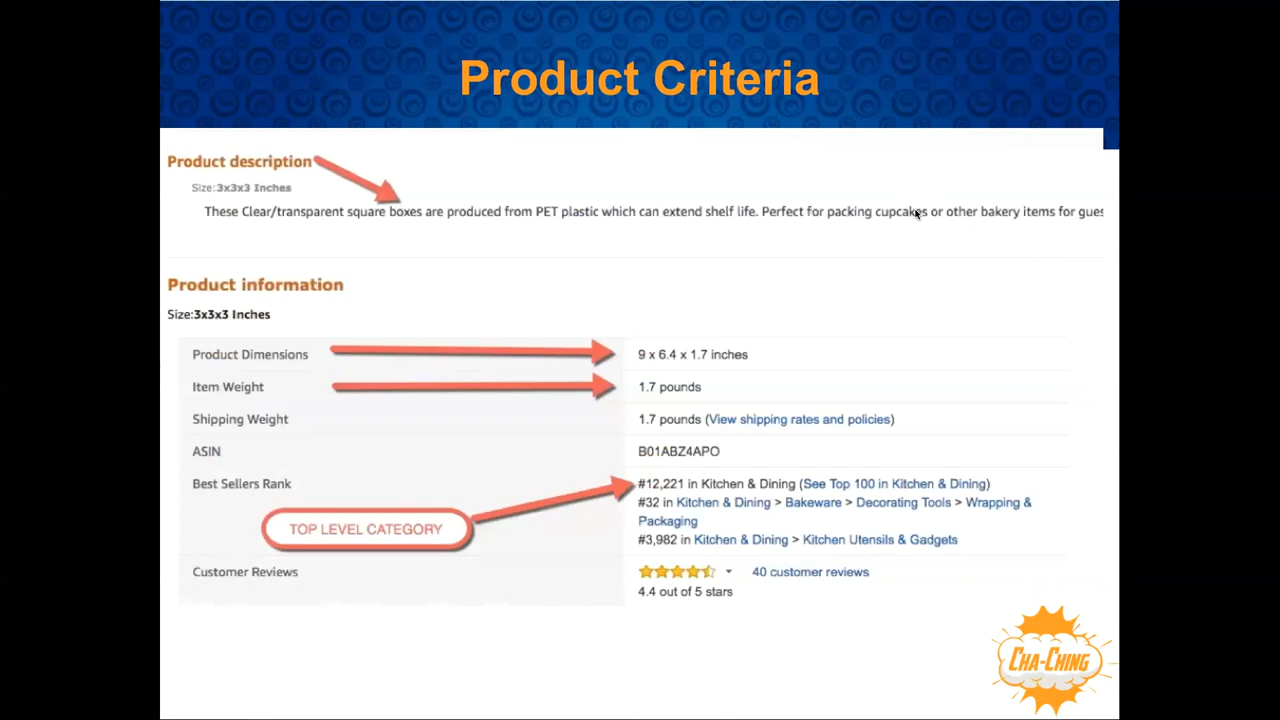 Product Criteria
Product description
Size: 3x3x3 Inches
These Clear/transparent square boxes are produced from PET plastic which can extend shelf life. Perfect for packing cupcakes or other bakery items for gues
Product information
Size:3x3x3 Inches
Product Dimensions 9 x 6.4 x 1.7 inches
Item Weight 1.7 pounds
Shipping Weight 1.7 pounds (View shipping rates and policies)
ASIN B01ABZ4APO
Best Sellers Rank #12,221 in Kitchen & Dining (See Top 100 in Kitchen & Dining)
#32 in Kitchen & Dining > Bakeware > Decorating Tools > Wrapping &
Packaging
TOP LEVEL CATEGORY
#3,982 in Kitchen & Dining > Kitchen Utensils & Gadgets
Customer Reviews 40 customer reviews
4.4 out of 5 stars
CHA-CHING